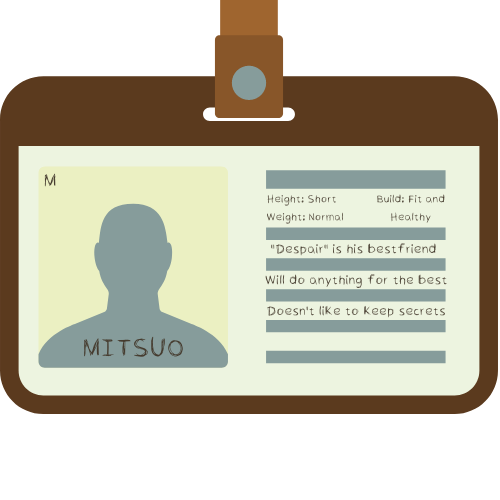 M
MITSUO
Height: Short Build: Fit and
Weight: Normal Healthy
"Despair" is his bestfriend
Will do anything for the best
Doesn't like to keep secrets